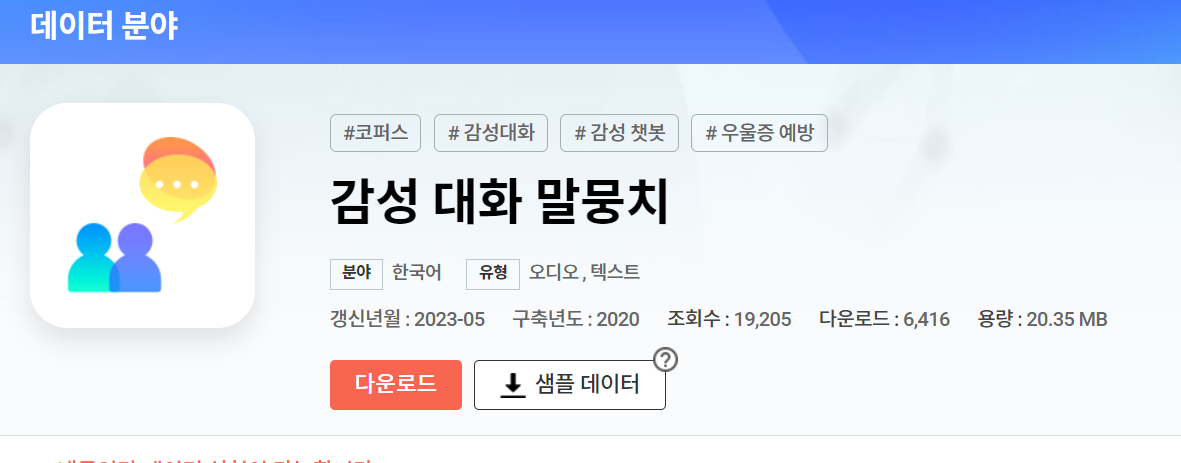 데이터 분야
#코퍼스 # 감성대화 # 감성 챗봇 # 우울증 예방
감성 대화 말뭉치
분야 한국어 유형 오디오 , 텍스트
갱신년월 : 2023-05 구축년도 : 2020 조회수 : 19,205 다운로드 : 6,416 용량 : 20.35 MB
?
다운로드 샘플 데이터